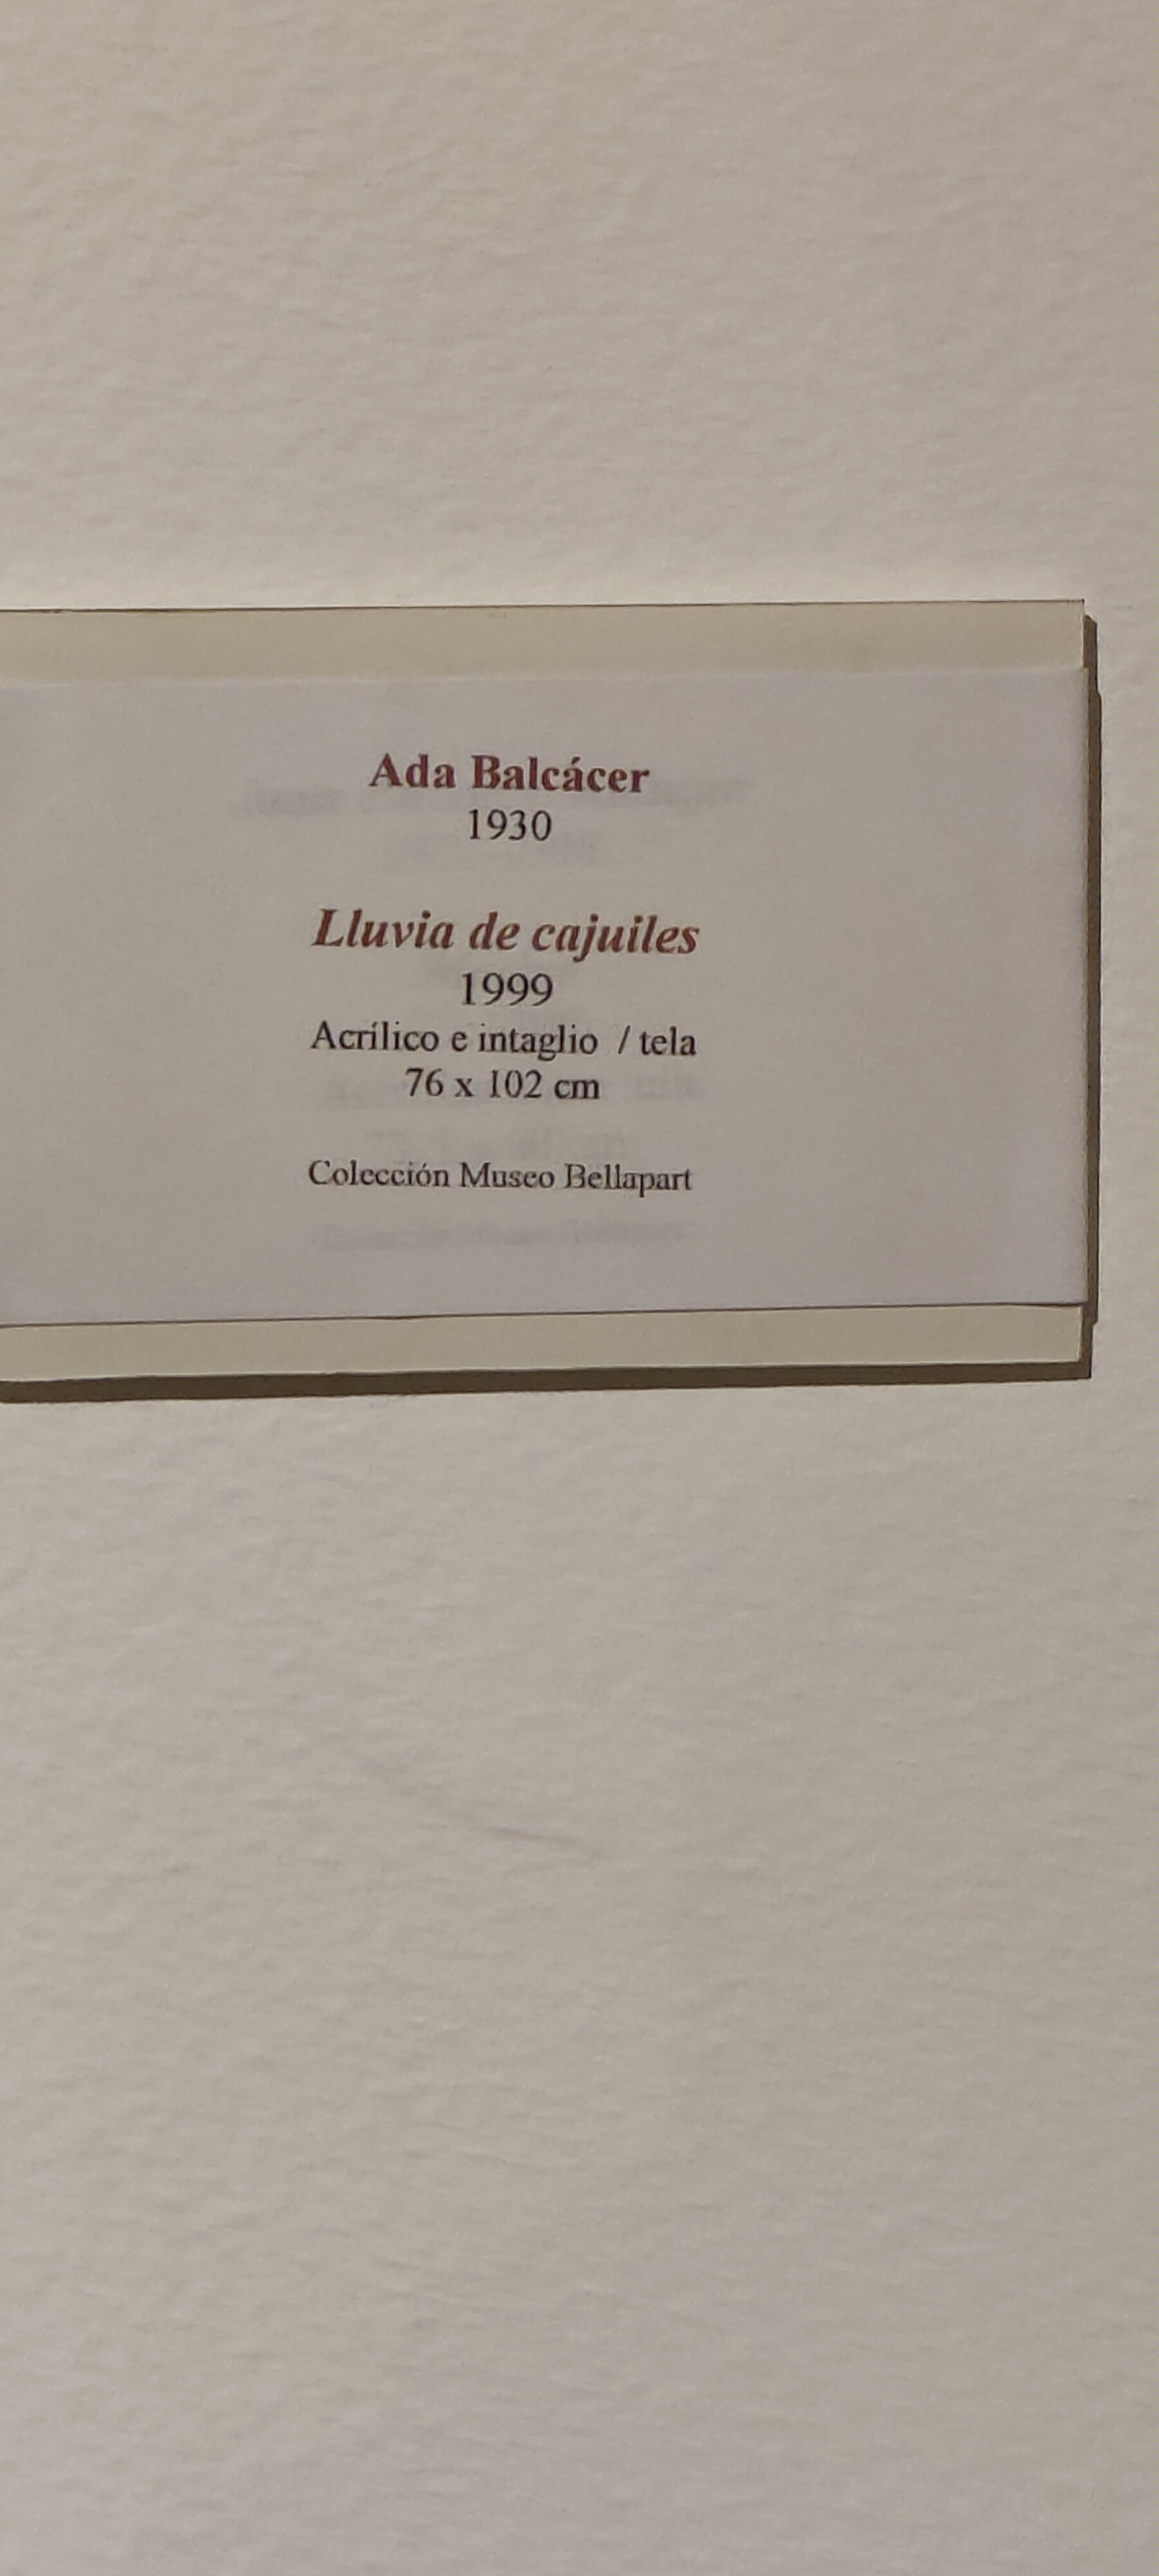 Ada Balcácer
1930
Lluvia de cajuiles
1999
Acrílico e intaglio / tela
76 x 102 cm
Colección Museo Bellapart